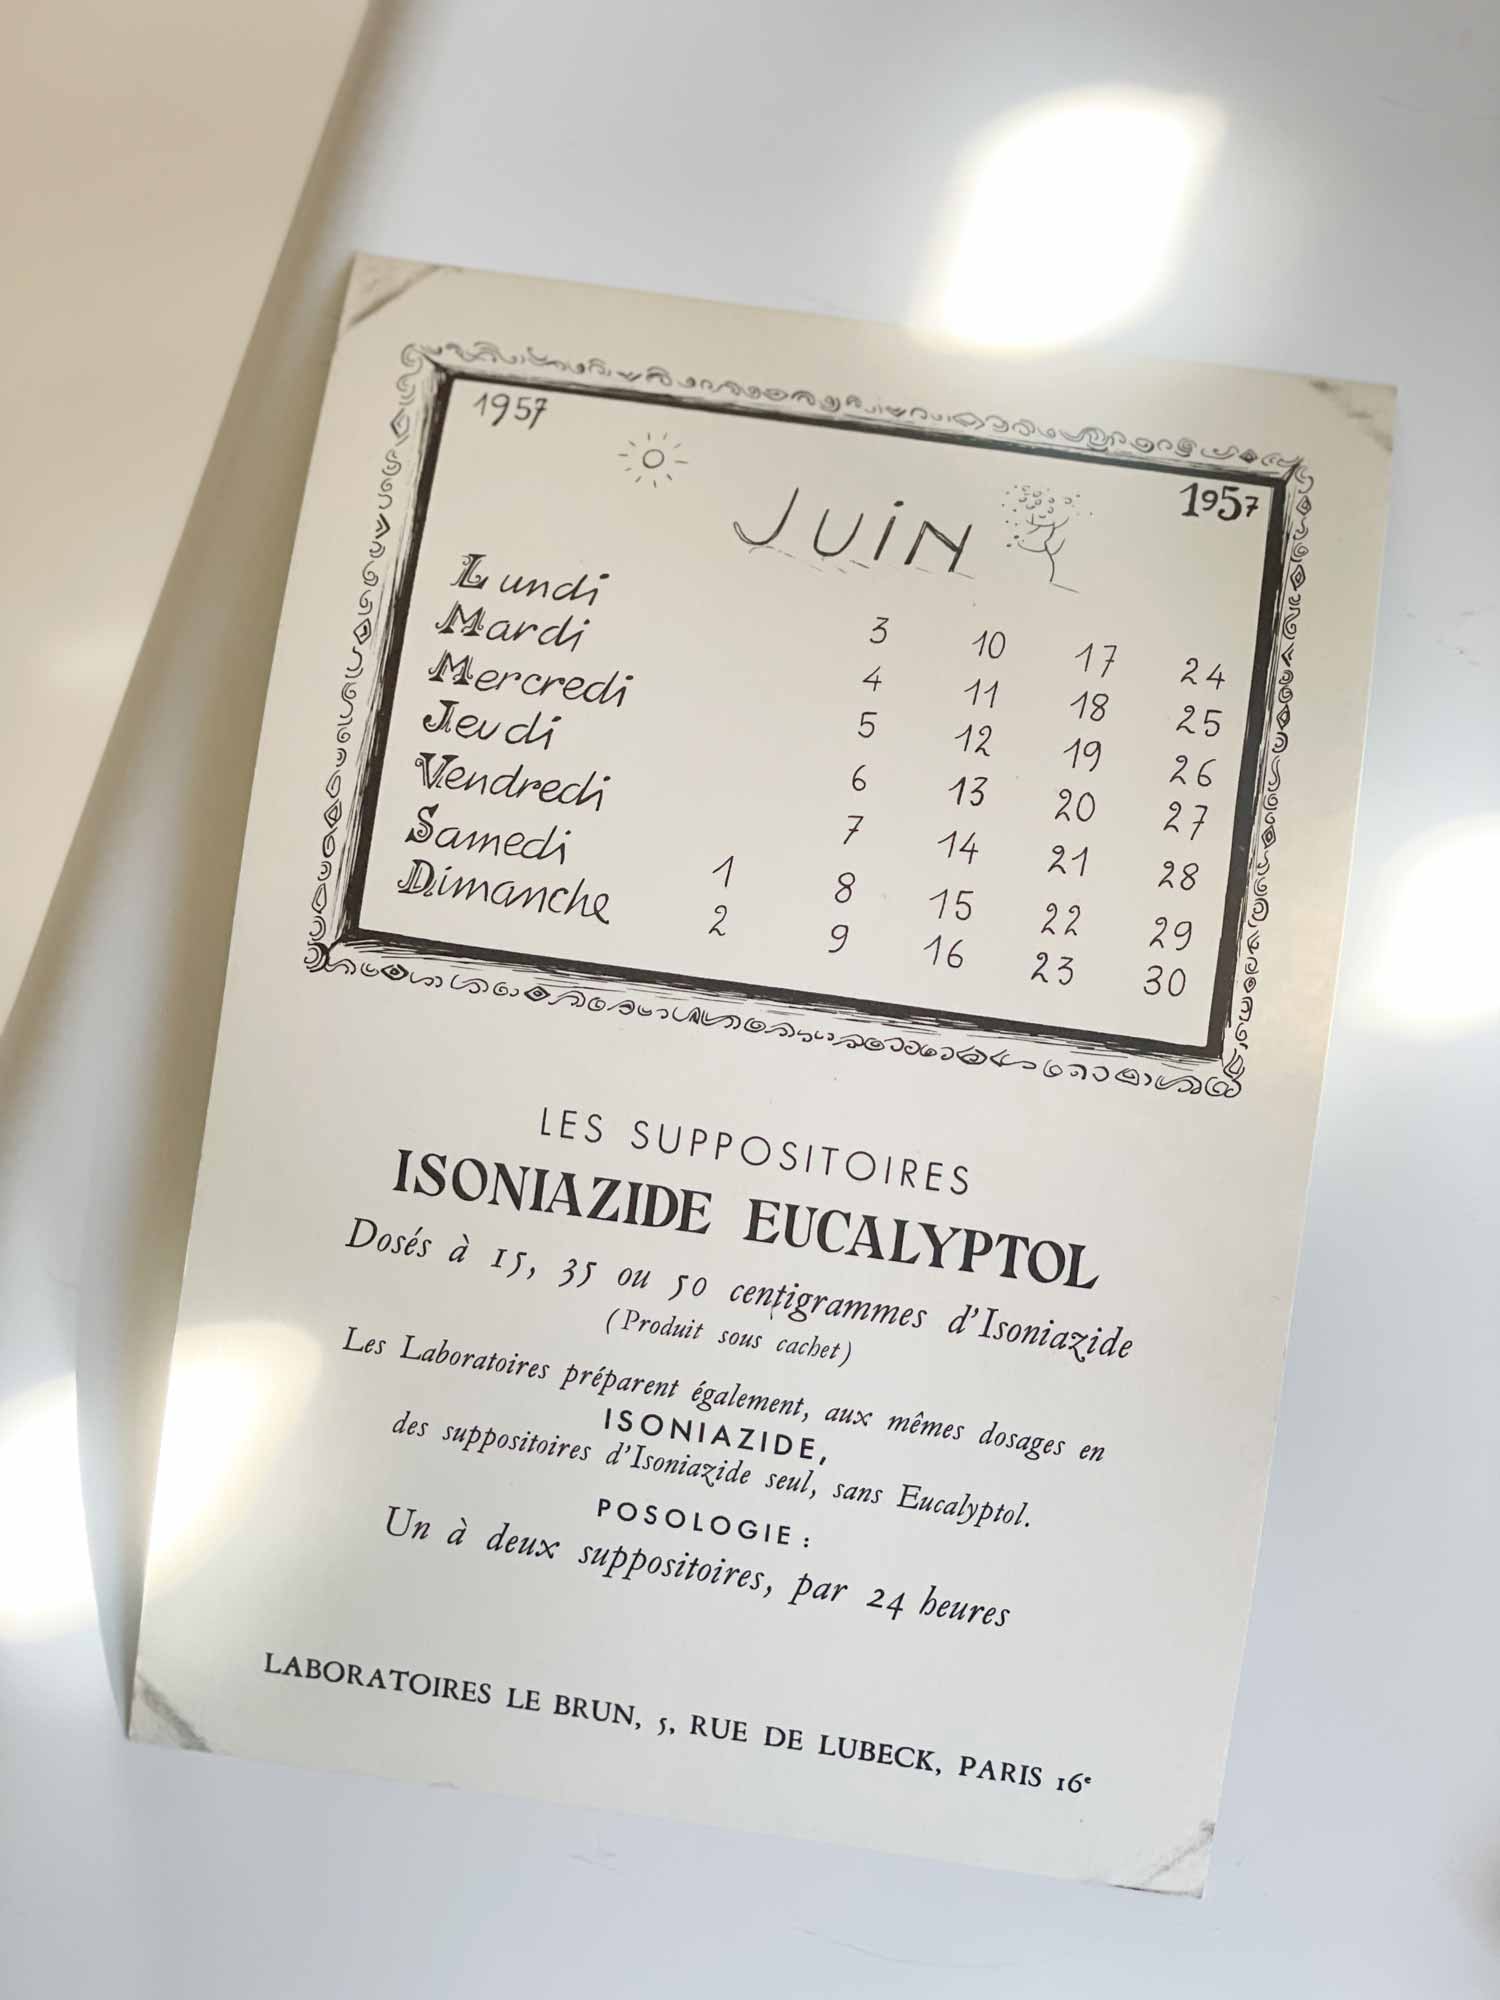 1957 1957
JUIN
Lundi 3 10 17 24
Mardi 4 11 18 25
Mercredi 5 12 19 26
Jeudi 6 13 20 27
Vendredi 7 14 21 28
Samedi 1 8 15 22 29
Dimanche 2 9 16 23 30
LES SUPPOSITOIRES
ISONIAZIDE EUCALYPTOL
Dosés à 15, 35 ou 50 centigrammes d'Isoniazide
(Produit sous cachet)
Les Laboratoires préparent également, aux mêmes dosages en
ISONIAZIDE,
des suppositoires d'Isoniazide seul, sans Eucalyptol.
POSOLOGIE :
Un à deux suppositoires, par 24 heures
LABORATOIRES LE BRUN, 5, RUE DE LUBECK, PARIS 16e